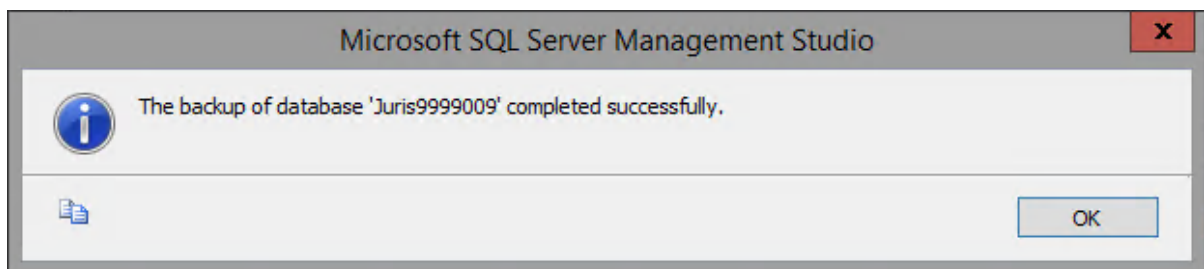 Microsoft SQL Server Management Studio
The backup of database 'Juris9999009' completed successfully.
OK